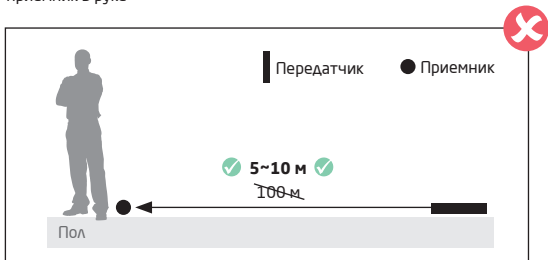 Передатчик
Приемник
5~10 м
100 м
Пол